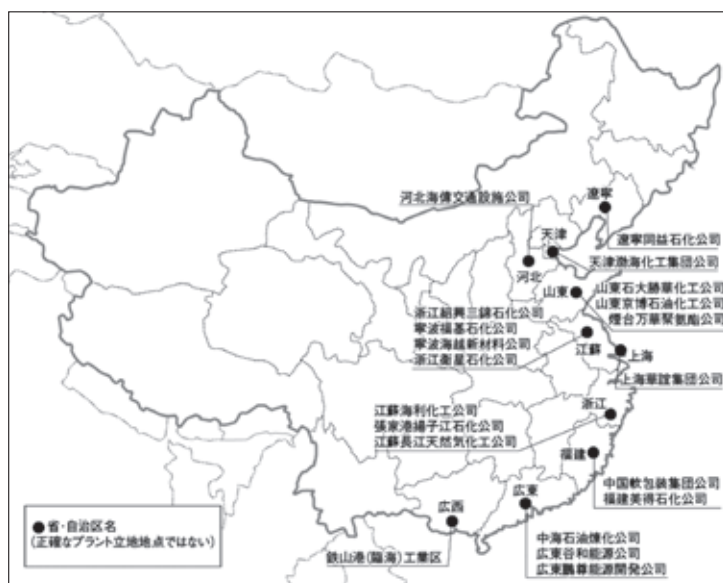 遼寧
河北海偉交通設施公司
天津
遼寧同益石化公司
天津渤海化工集団公司
河北
山東
山東石大勝華化工公司
山東京博石油化工公司
煙台万華聚氨酯公司
浙江紹興三錦石化公司
寧波福基石化公司
寧波海越新材料公司
浙江衛星石化公司
江蘇
上海
上海華誼集団公司
江蘇海利化工公司
張家港揚子江石化公司
江蘇長江天然気化工公司
浙江
福建
中国軟包装集団公司
福建美得石化公司
広西
広東
●省・自治区名
(正確なプラント立地地点ではない)
鉄山港(臨海)工業区
中海石油煉化公司
広東谷和能源公司
広東鵬尊能源開発公司